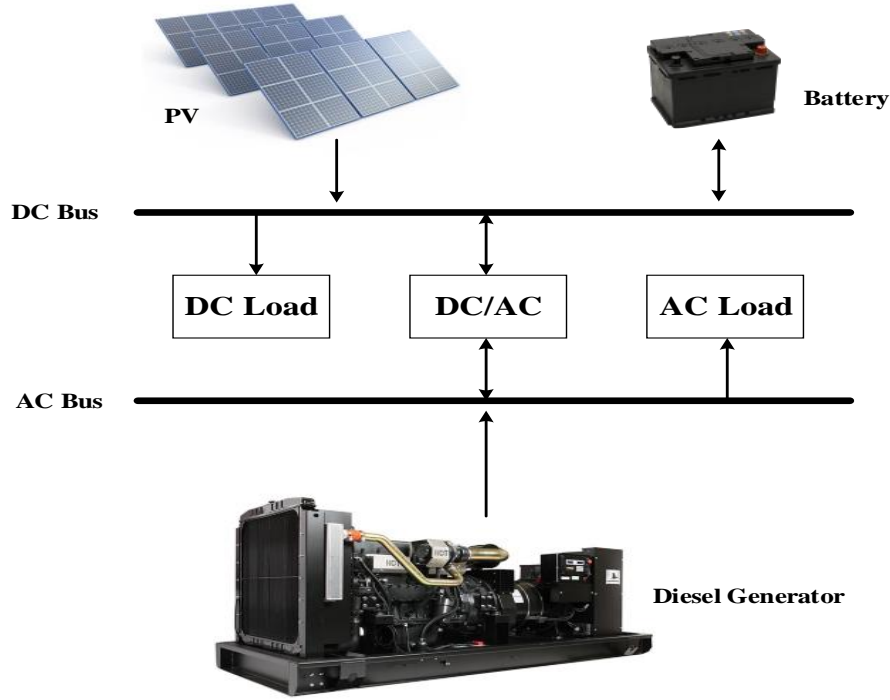 PV
Battery
DC Bus
DC Load
DC/AC
AC Load
AC Bus
Diesel Generator